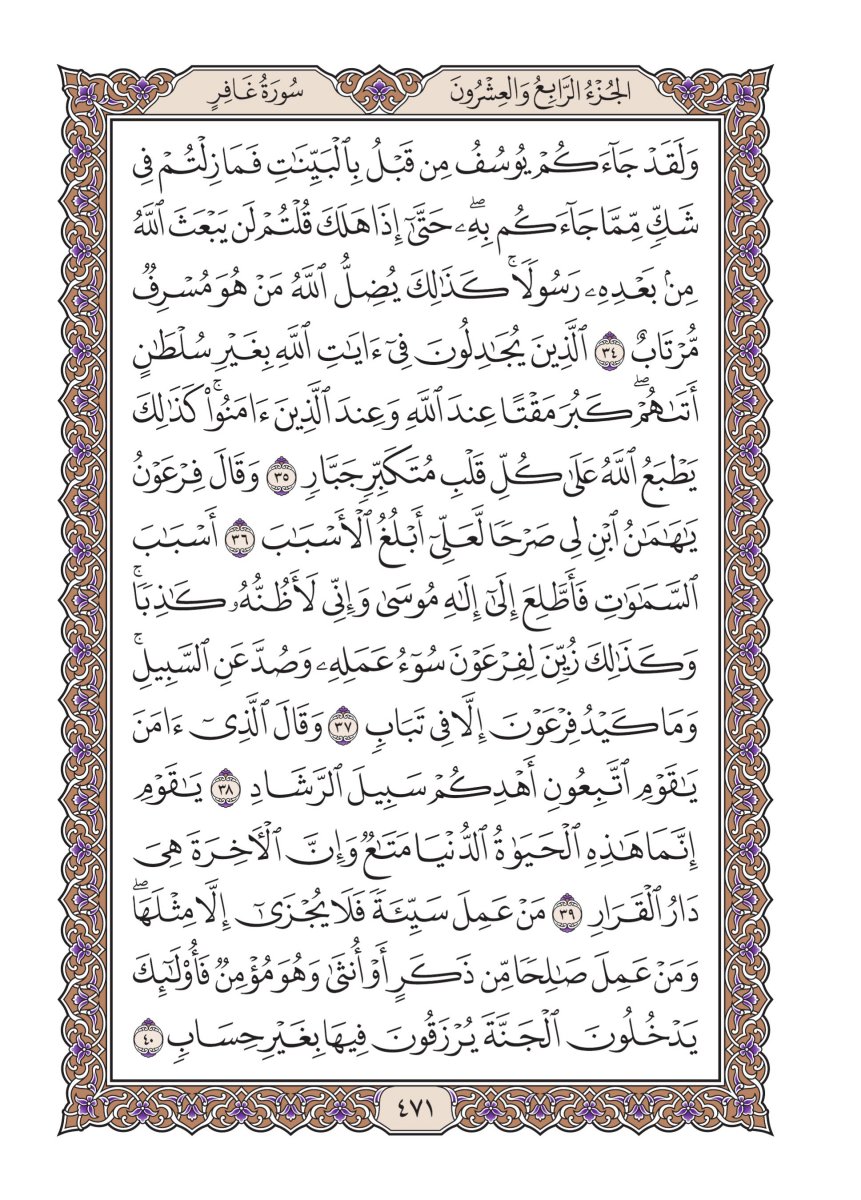 الجُزْءُ الرَّابِعُ وَالعِشْرُونَ
سُورَةُ غَافِرٍ
وَلَقَدۡ جَآءَكُمۡ يُوسُفُ مِن قَبۡلُ بِٱلۡبَيِّنَٰتِ فَمَا زِلۡتُمۡ فِي
شَكّٖ مِّمَّا جَآءَكُم بِهِۦۖ حَتَّىٰٓ إِذَا هَلَكَ قُلۡتُمۡ لَن يَبۡعَثَ ٱللَّهُ
مِنۢ بَعۡدِهِۦ رَسُولٗاۚ كَذَٰلِكَ يُضِلُّ ٱللَّهُ مَنۡ هُوَ مُسۡرِفٞ
مُّرۡتَابٌ ٣٤ ٱلَّذِينَ يُجَٰدِلُونَ فِيٓ ءَايَٰتِ ٱللَّهِ بِغَيۡرِ سُلۡطَٰنٍ
أَتَىٰهُمۡۖ كَبُرَ مَقۡتًا عِندَ ٱللَّهِ وَعِندَ ٱلَّذِينَ ءَامَنُواْۚ كَذَٰلِكَ
يَطۡبَعُ ٱللَّهُ عَلَىٰ كُلِّ قَلۡبِ مُتَكَبِّرٖ جَبَّارٖ ٣٥ وَقَالَ فِرۡعَوۡنُ
يَٰهَٰمَٰنُ ٱبۡنِ لِي صَرۡحٗا لَّعَلِّيٓ أَبۡلُغُ ٱلۡأَسۡبَٰبَ ٣٦ أَسۡبَٰبَ
ٱلسَّمَٰوَٰتِ فَأَطَّلِعَ إِلَىٰٓ إِلَٰهِ مُوسَىٰ وَإِنِّي لَأَظُنُّهُۥ كَٰذِبٗاۚ
وَكَذَٰلِكَ زُيِّنَ لِفِرۡعَوۡنَ سُوٓءُ عَمَلِهِۦ وَصُدَّ عَنِ ٱلسَّبِيلِۚ
وَمَا كَيۡدُ فِرۡعَوۡنَ إِلَّا فِي تَبَابٖ ٣٧ وَقَالَ ٱلَّذِيٓ ءَامَنَ
يَٰقَوۡمِ ٱتَّبِعُونِ أَهۡدِكُمۡ سَبِيلَ ٱلرَّشَادِ ٣٨ يَٰقَوۡمِ
إِنَّمَا هَٰذِهِ ٱلۡحَيَوٰةُ ٱلدُّنۡيَا مَتَٰعٞ وَإِنَّ ٱلۡأٓخِرَةَ هِيَ
دَارُ ٱلۡقَرَارِ ٣٩ مَنۡ عَمِلَ سَيِّئَةٗ فَلَا يُجۡزَىٰٓ إِلَّا مِثۡلَهَاۖ
وَمَنۡ عَمِلَ صَٰلِحٗا مِّن ذَكَرٍ أَوۡ أُنثَىٰ وَهُوَ مُؤۡمِنٞ فَأُوْلَٰٓئِكَ
يَدۡخُلُونَ ٱلۡجَنَّةَ يُرۡزَقُونَ فِيهَا بِغَيۡرِ حِسَابٖ ٤٠
٤٧١